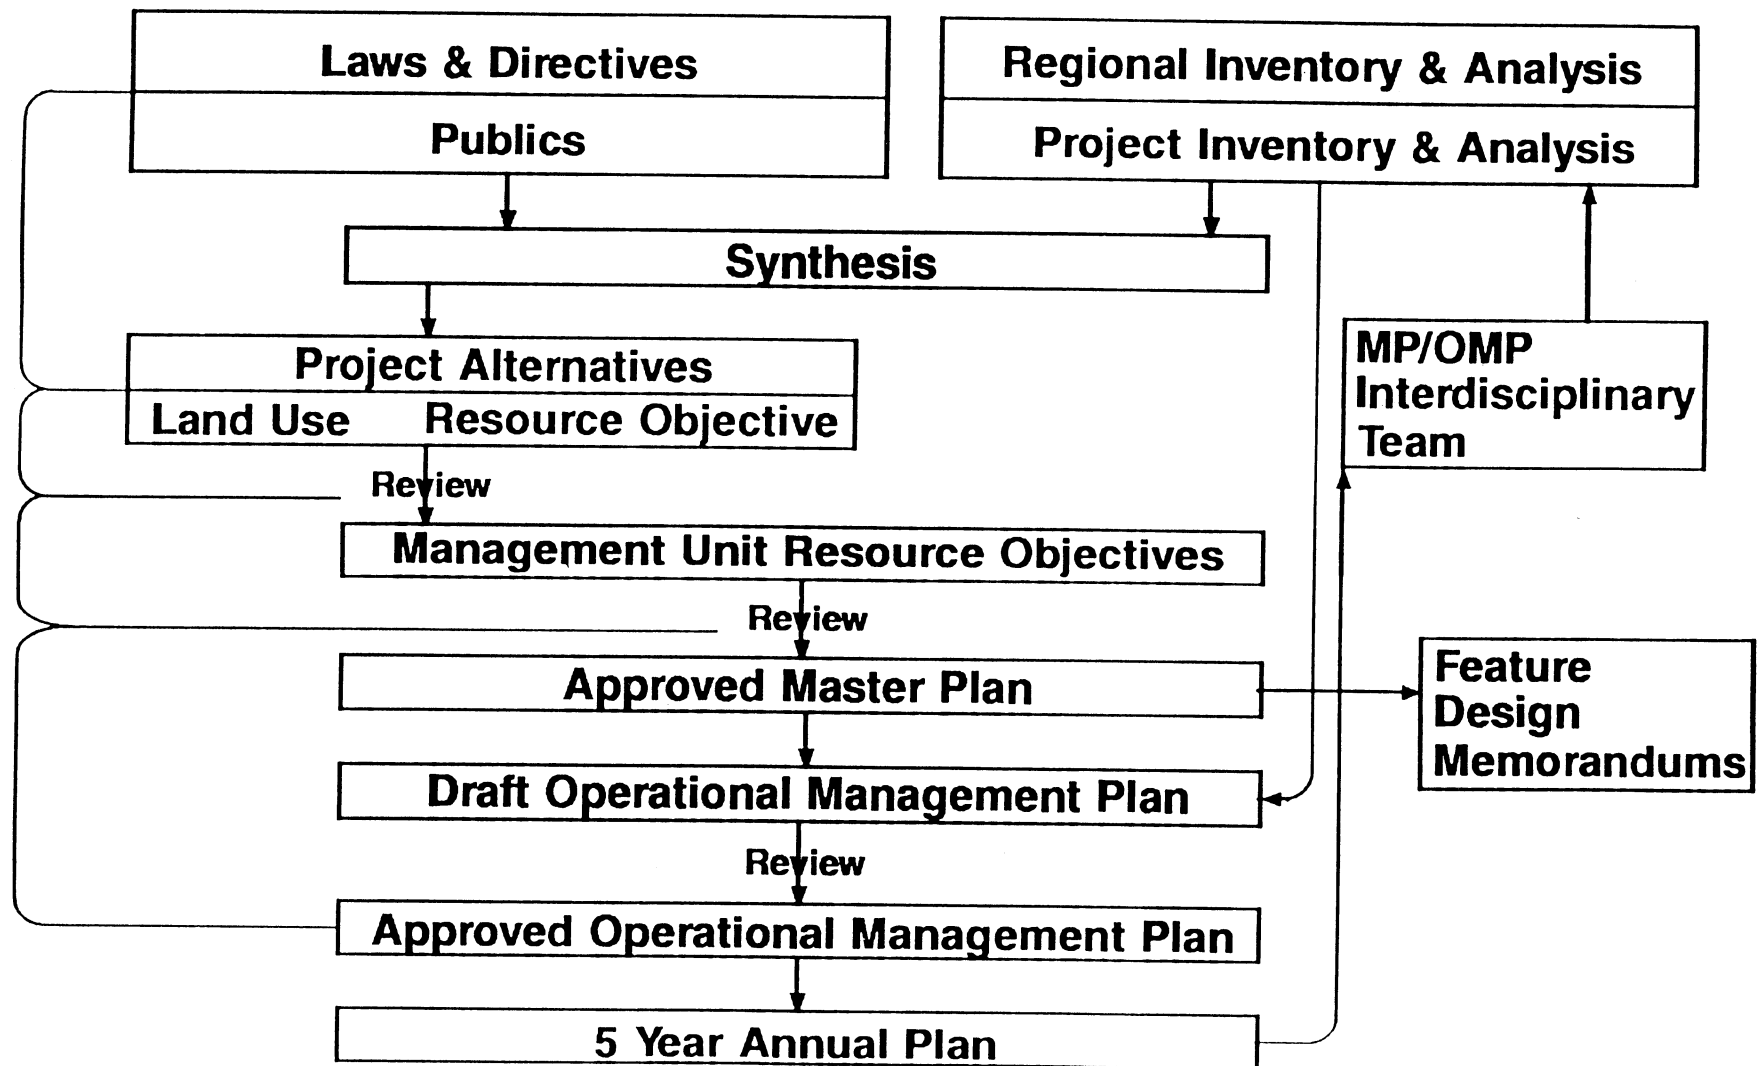 Laws & Directives
Publics
Regional Inventory & Analysis
Project Inventory & Analysis
Synthesis
Project Alternatives
Land Use Resource Objective
MP/OMP
Interdisciplinary
Team
Review
Management Unit Resource Objectives
Review
Approved Master Plan
Feature
Design
Memorandums
Draft Operational Management Plan
Review
Approved Operational Management Plan
5 Year Annual Plan